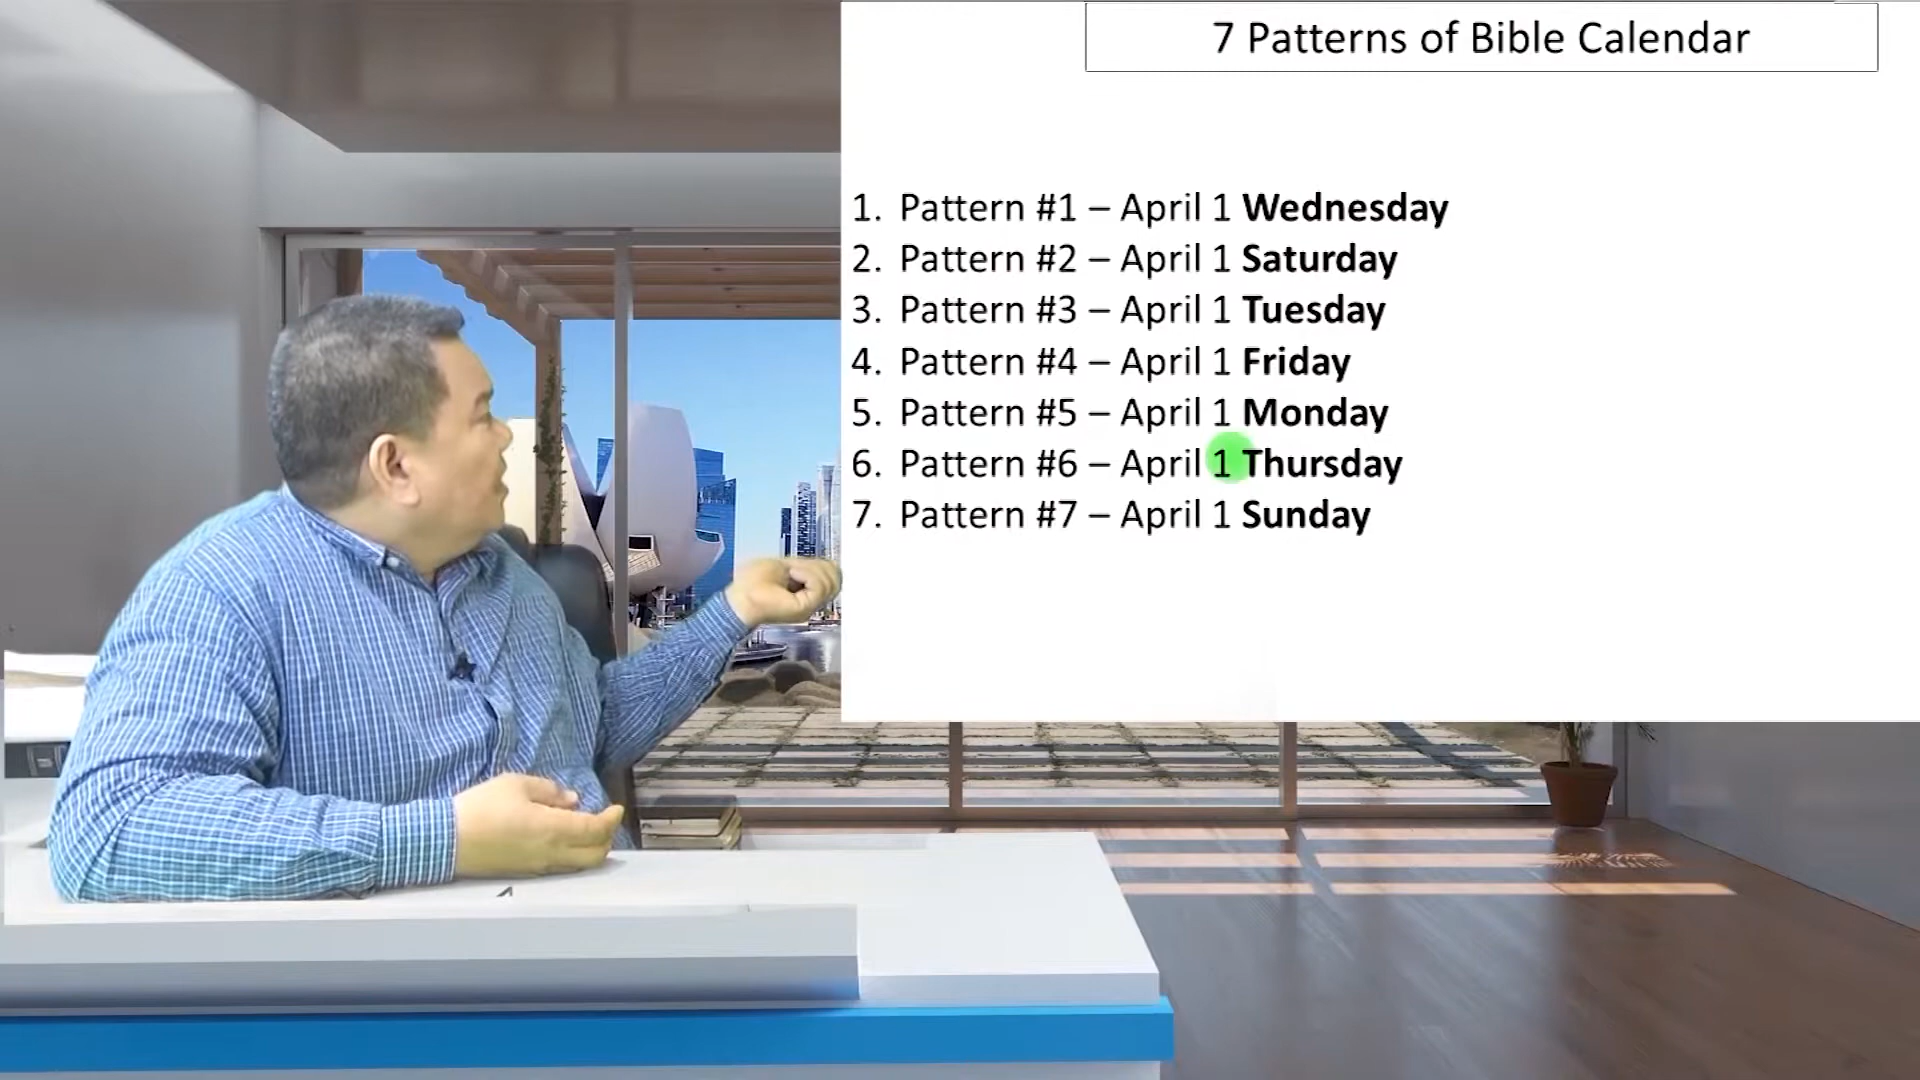 7 Patterns of Bible Calendar
1. Pattern #1 – April 1 Wednesday
2. Pattern #2 – April 1 Saturday
3. Pattern #3 – April 1 Tuesday
4. Pattern #4 – April 1 Friday
5. Pattern #5 – April 1 Monday
6. Pattern #6 – April 1 Thursday
7. Pattern #7 – April 1 Sunday